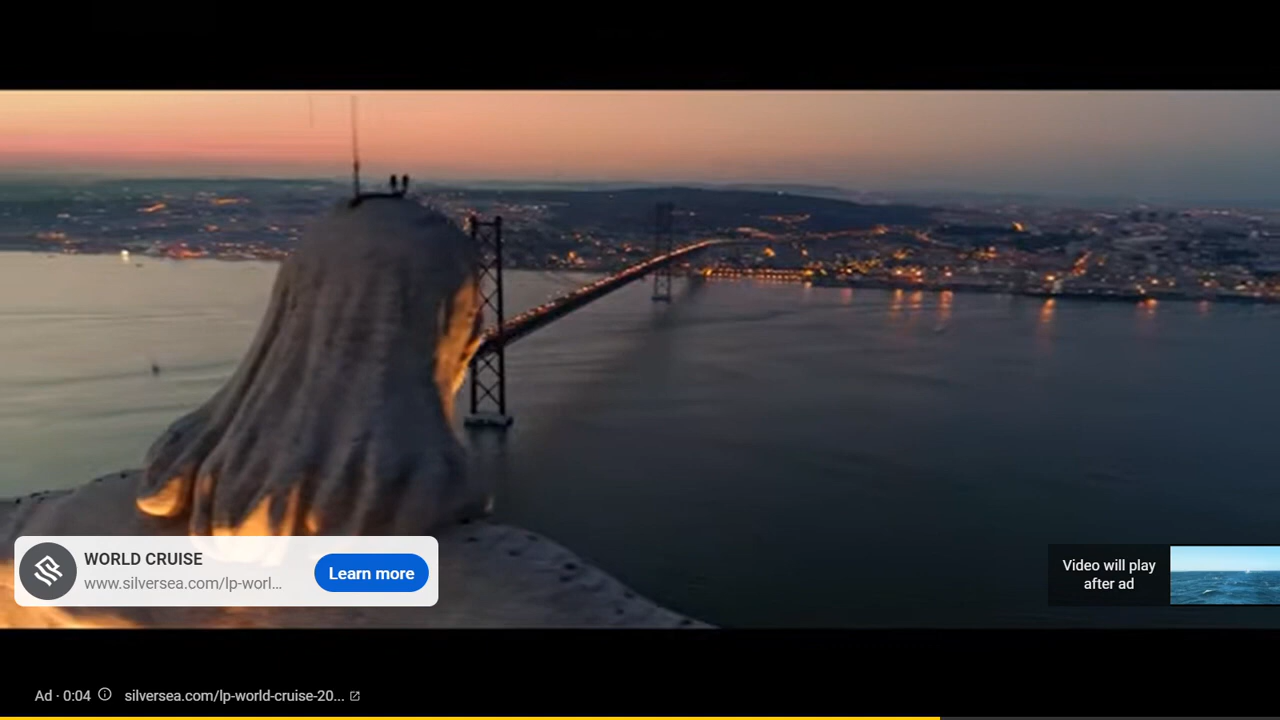 WORLD CRUISE
www.silversea.com/lp-worl...
Learn more
Video will play
after ad
Ad · 0:04
silversea.com/lp-world-cruise-20...